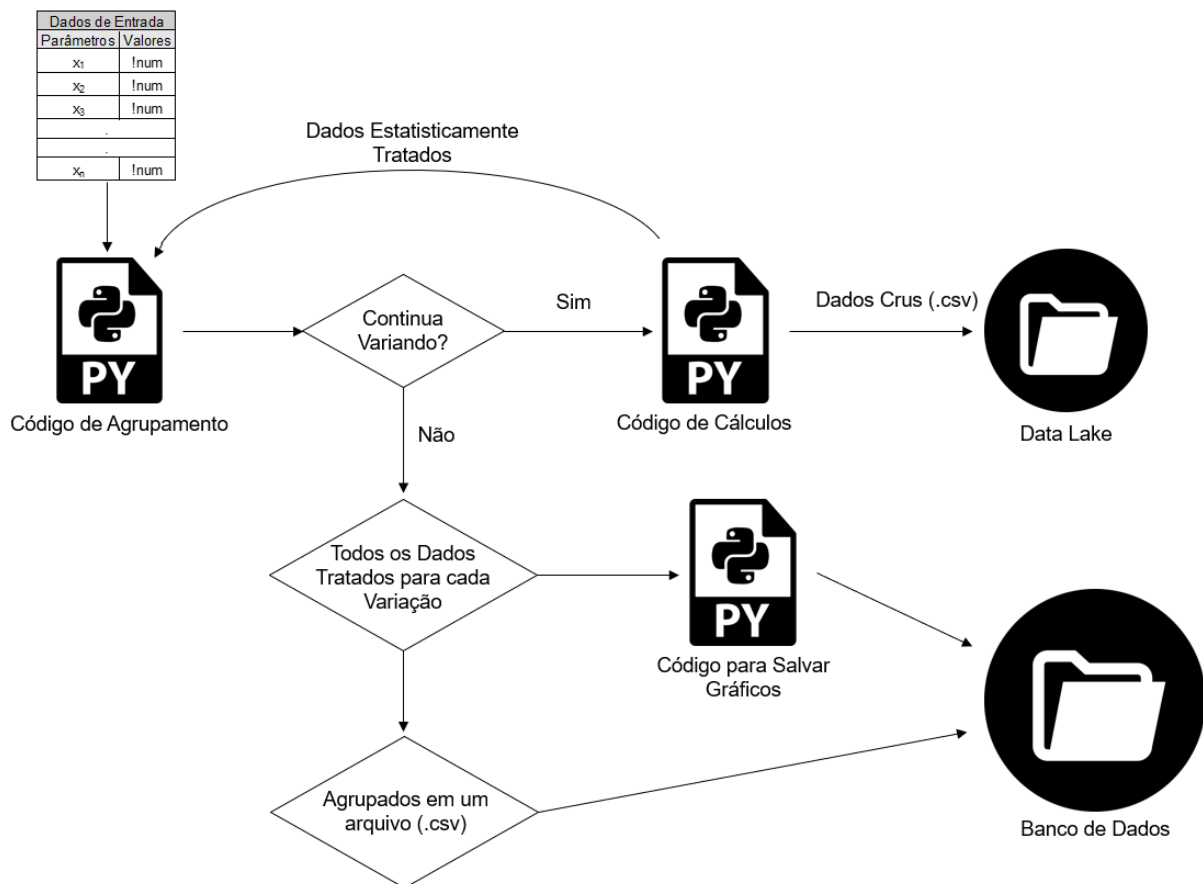 Dados de Entrada
Parâmetros Valores
x₁ !num
x₂ !num
x₃ !num
.
.
xₙ !num
Dados Estatisticamente
Tratados
PY
Código de Agrupamento
Continua
Variando?
Sim
PY
Código de Cálculos
Dados Crus (.csv)
Data Lake
Não
Todos os Dados
Tratados para cada
Variação
PY
Código para Salvar
Gráficos
Agrupados em um
arquivo (.csv)
Banco de Dados